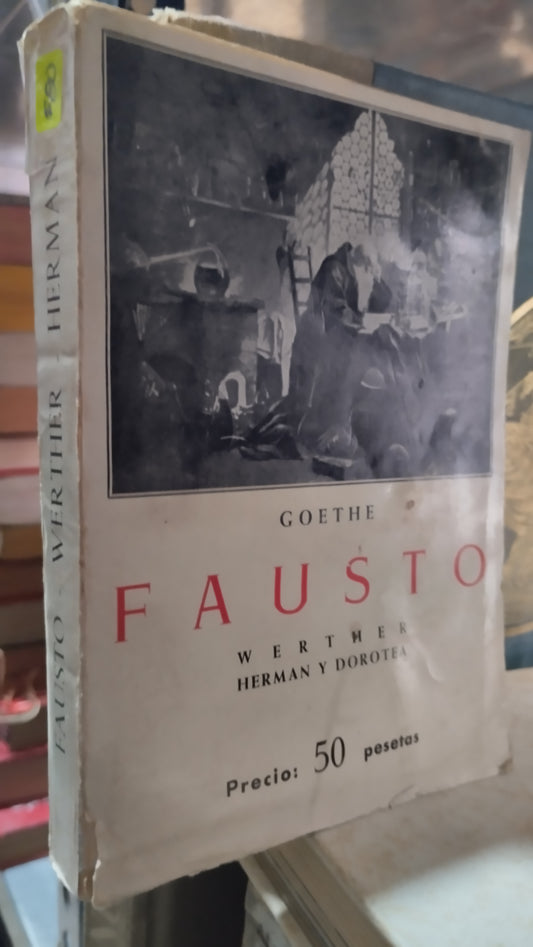 GOETHE
FAUSTO
WERTHER
HERMAN Y DOROTEA
Precio: 50 pesetas
FAUSTO - WERTHER - HERMAN